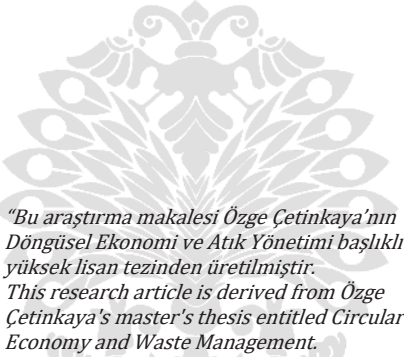 “Bu araştırma makalesi Özge Çetinkaya’nın
Döngüsel Ekonomi ve Atık Yönetimi başlıklı
yüksek lisan tezinden üretilmiştir.
This research article is derived from Özge
Çetinkaya's master's thesis entitled Circular
Economy and Waste Management.